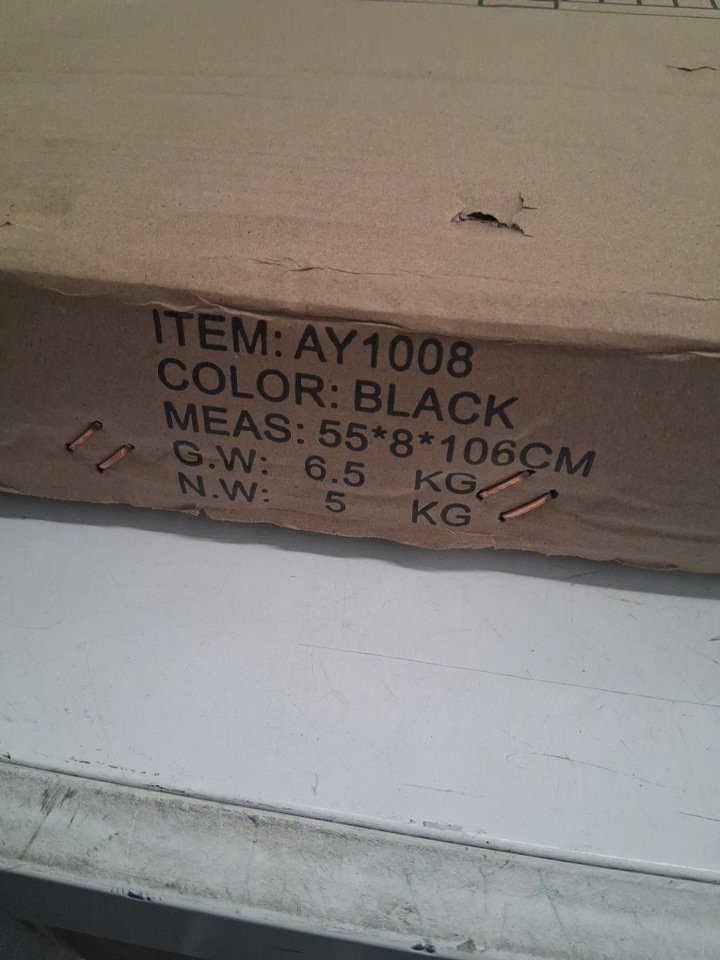 ITEM: AY1008
COLOR: BLACK
MEAS: 55*8*106CM
G.W: 6.5 KG
N.W: 5 KG